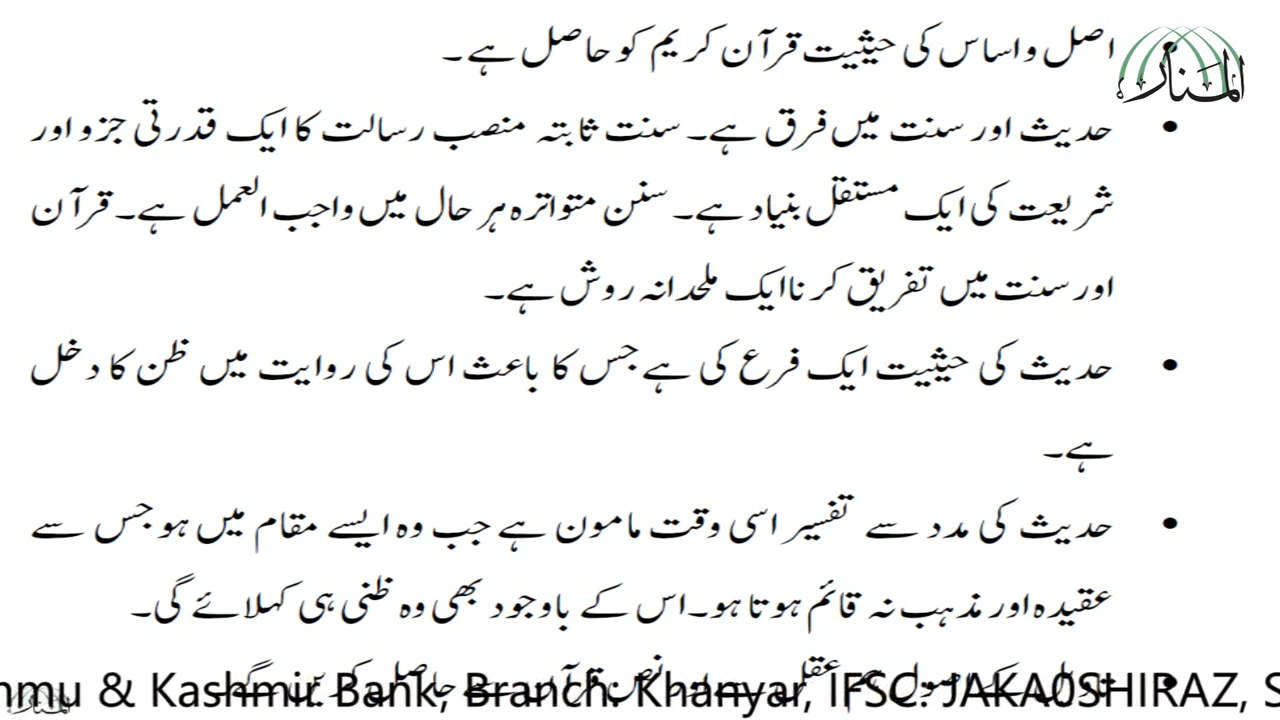 المنار
• اصل و اساس کی حیثیت قرآن کریم کو حاصل ہے۔
• حدیث اور سنت میں فرق ہے۔ سنت ثابتہ منصب رسالت کا ایک قدرتی جزو اور
شریعت کی ایک مستقل بنیاد ہے۔ سنن متواترہ ہر حال میں واجب العمل ہے۔ قرآن
اور سنت میں تفریق کرنا ایک ملحدانہ روش ہے۔
• حدیث کی حیثیت ایک فرع کی ہے جس کا باعث اس کی روایت میں ظن کا دخل
ہے۔
• حدیث کی مدد سے تفسیر اسی وقت مامون ہے جب وہ ایسے مقام میں ہو جس سے
عقیدہ اور مذہب نہ قائم ہوتا ہو۔ اس کے باوجود بھی وہ ظنی ہی کہلائے گی۔
mmu & Kashmir Bank, Branch: Khanyar, IFSC: JAKA0SHIRAZ, S